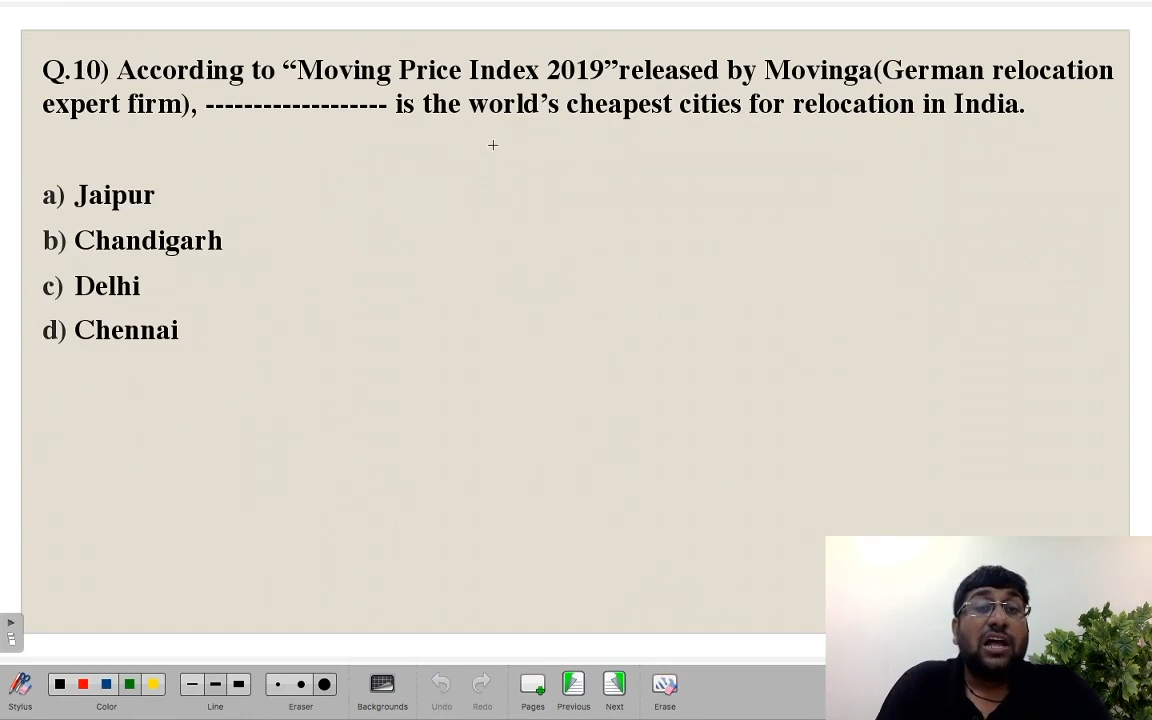 Q.10) According to “Moving Price Index 2019”released by Movinga(German relocation
expert firm), ------------------- is the world’s cheapest cities for relocation in India.
a) Jaipur
b) Chandigarh
c) Delhi
d) Chennai
Stylus Color Line Eraser Backgrounds Undo Redo Pages Previous Next Erase